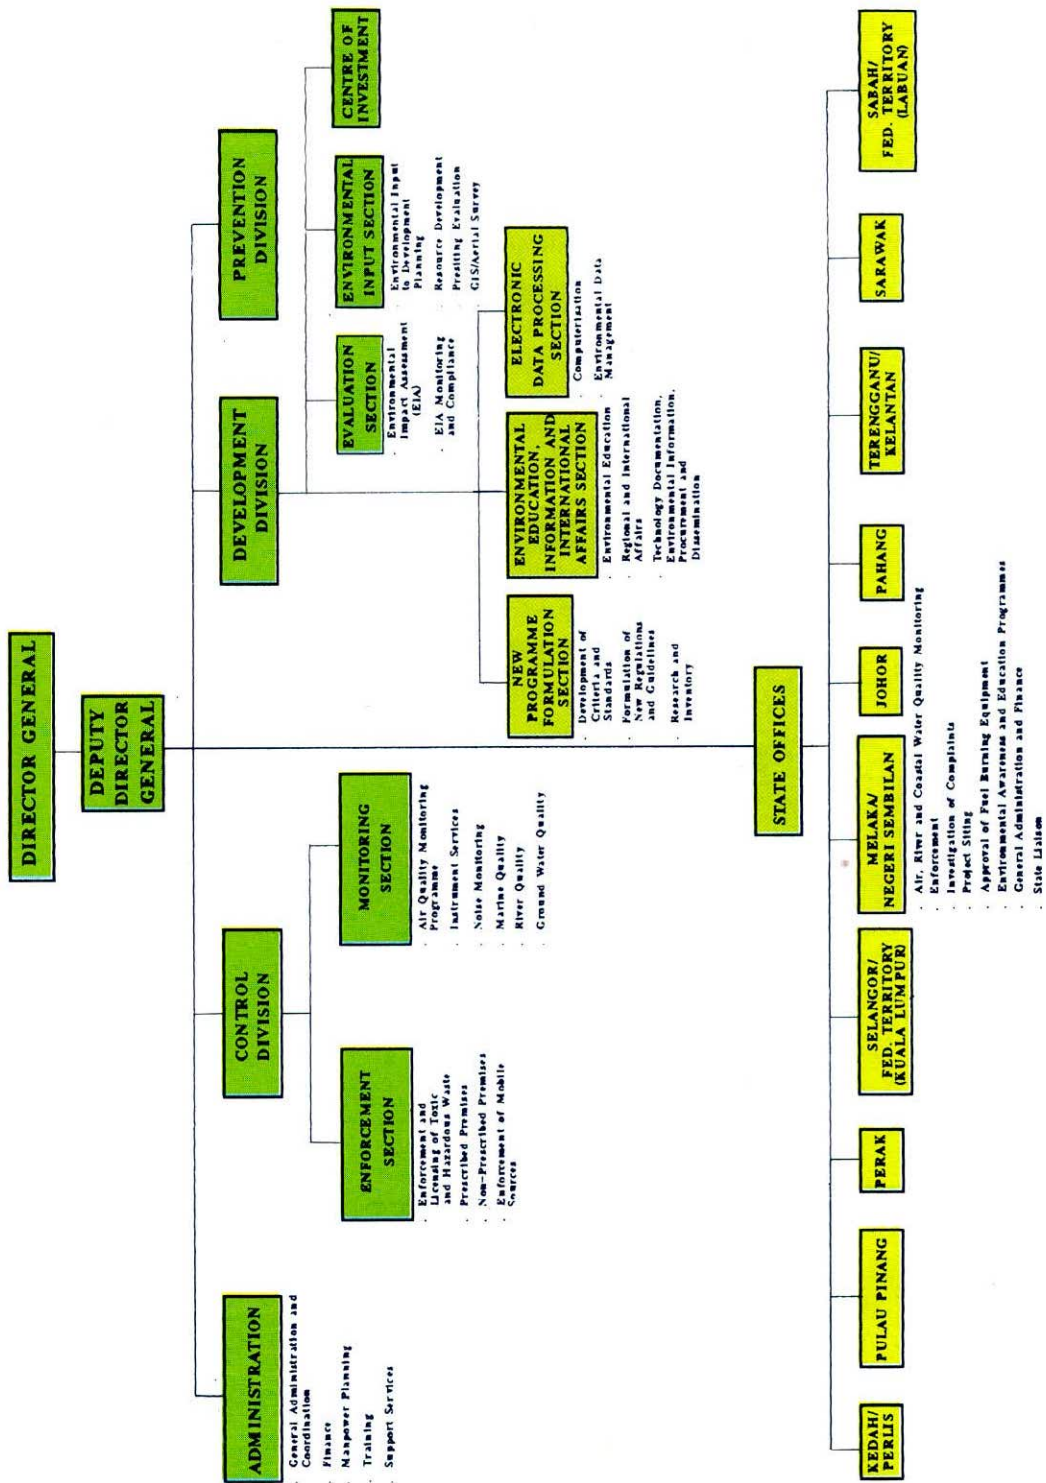 DIRECTOR GENERAL
DEPUTY
DIRECTOR
GENERAL
ADMINISTRATION
. General Administration and
Coordination
. Finance
. Manpower Planning
. Training
. Support Services
CONTROL
DIVISION
ENFORCEMENT
SECTION
. Enforcement and
Licensing of Toxic
and Hazardous Waste
. Prescribed Premises
. Non-Prescribed Premises
. Enforcement of Mobile
Sources
MONITORING
SECTION
. Air Quality Monitoring
Programme
. Instrument Services
. Noise Monitoring
. Marine Quality
. River Quality
. Ground Water Quality
DEVELOPMENT
DIVISION
PREVENTION
DIVISION
EVALUATION
SECTION
. Environmental
Impact Assessment
(EIA)
. EIA Monitoring
and Compliance
ENVIRONMENTAL
INPUT SECTION
. Environmental Input
to Development
Planning
. Resource Development
. Presiting Evaluation
. GIS/Aerial Survey
CENTRE OF
INVESTMENT
NEW
PROGRAMME
FORMULATION
SECTION
. Development of
Criteria and
Standards
. Formulation of
New Regulations
and Guidelines
. Research and
Inventory
ENVIRONMENTAL
EDUCATION,
INFORMATION AND
INTERNATIONAL
AFFAIRS SECTION
. Environmental Education
. Regional and International
Affairs
. Technology Documentation,
Environmental Information,
Procurement and
Dissemination
ELECTRONIC
DATA PROCESSING
SECTION
. Computerisation
. Environmental Data
Management
STATE OFFICES
KEDAH/
PERLIS
PULAU PINANG
PERAK
SELANGOR/
FED. TERRITORY
(KUALA LUMPUR)
MELAKA/
NEGERI SEMBILAN
JOHOR
PAHANG
TERENGGANU/
KELANTAN
SARAWAK
SABAH/
FED. TERRITORY
(LABUAN)
. Air, River and Coastal Water Quality Monitoring
. Enforcement
. Investigation of Complaints
. Project Sitting
. Approval of Fuel Burning Equipment
. Environmental Awareness and Education Programmes
. General Administration and Finance
. State Liaison